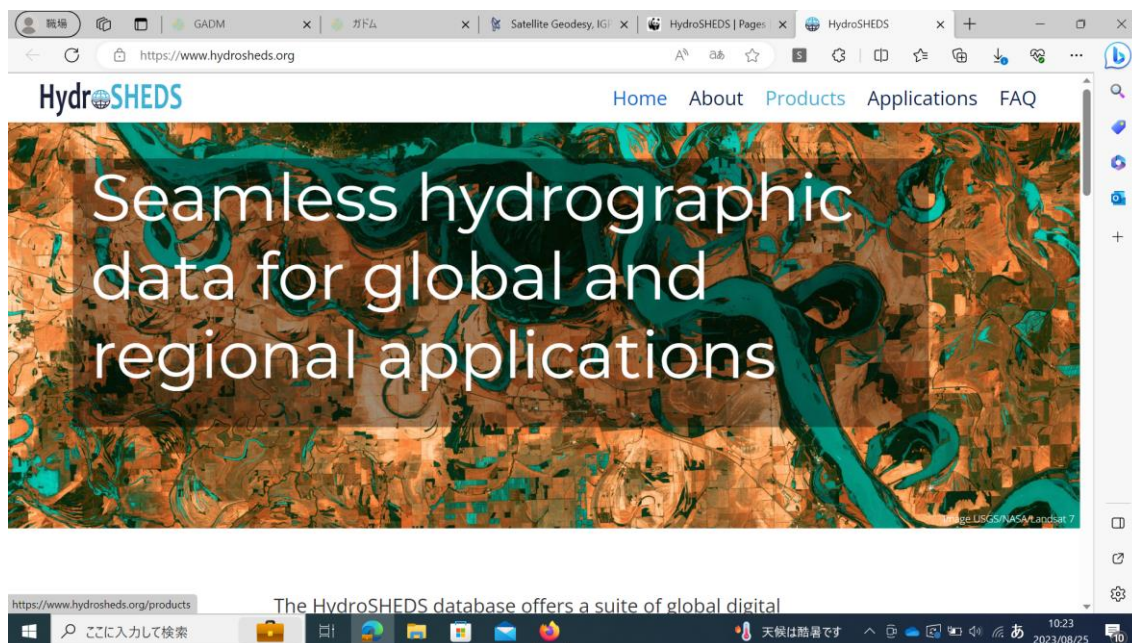 職場
GADM
ガドム
Satellite Geodesy, IGP
HydroSHEDS | Pages
HydroSHEDS
https://www.hydrosheds.org
HydroSHEDS
Home About Products Applications FAQ
Seamless hydrographic
data for global and
regional applications
Image USGS/NASA/Landsat 7
https://www.hydrosheds.org/products
The HydroSHEDS database offers a suite of global digital
ここに入力して検索
天候は酷暑です
あ
10:23
2023/08/25
10